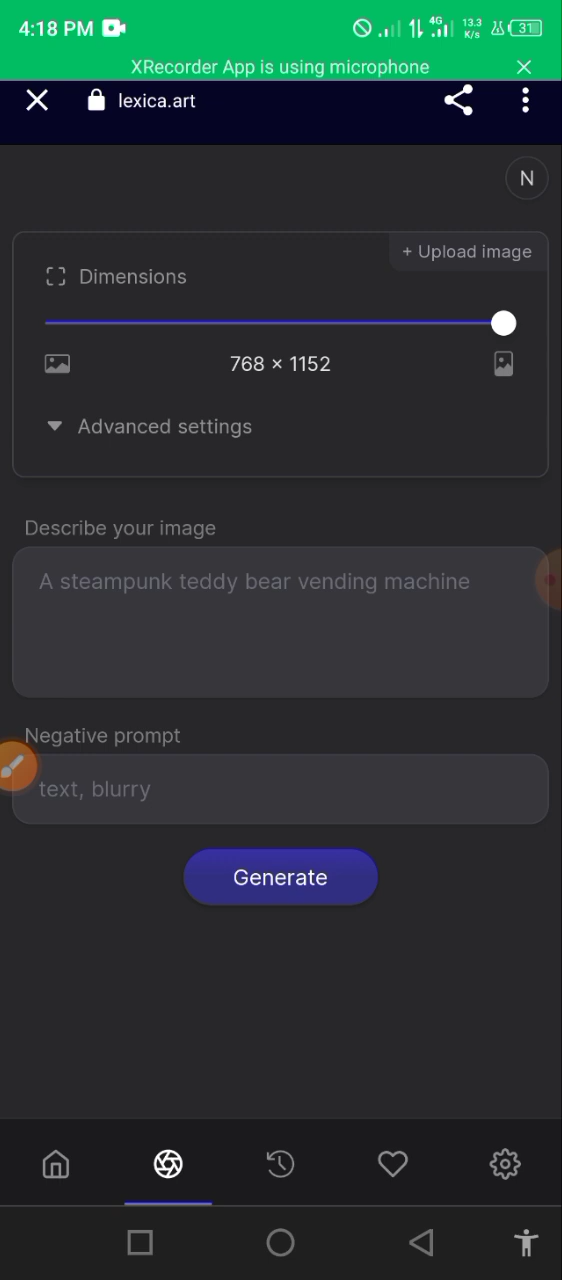 4:18 PM 4G 13.3 K/s 31
XRecorder App is using microphone
lexica.art
N
+ Upload image
Dimensions
768 × 1152
Advanced settings
Describe your image
A steampunk teddy bear vending machine
Negative prompt
text, blurry
Generate